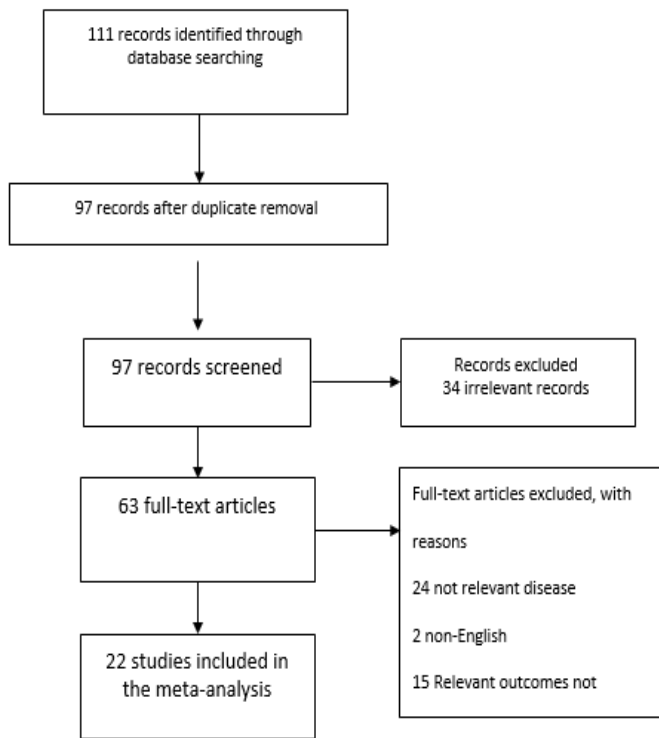 111 records identified through
database searching
97 records after duplicate removal
97 records screened
Records excluded
34 irrelevant records
63 full-text articles
Full-text articles excluded, with
reasons
24 not relevant disease
2 non-English
15 Relevant outcomes not
22 studies included in
the meta-analysis